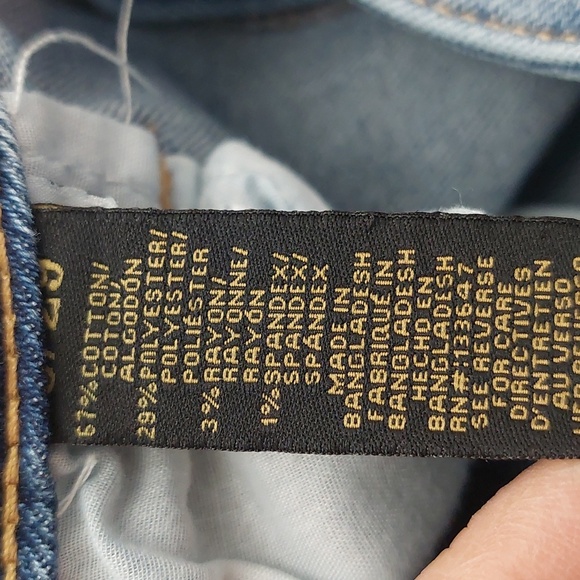 67% COTTON/
COTON/
ALGODÓN
29% POLYESTER/
POLYESTER/
POLIÉSTER
3% RAYON/
RAYONNE/
RAYÓN
1% SPANDEX/
SPANDEX/
SPANDEX
MADE IN
BANGLADESH
FABRIQUÉ IN
BANGLADESH
HECHO EN
BANGLADESH
RN#133647
SEE REVERSE
FOR CARE
DIRECTIVES
D'ENTRETIEN
AU VERSO